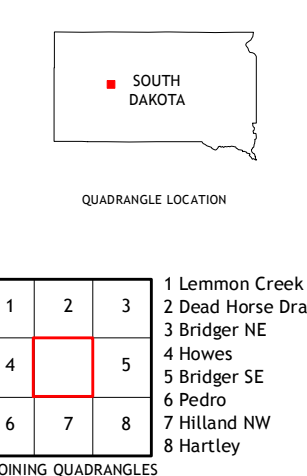 SOUTH
DAKOTA
QUADRANGLE LOCATION
1 2 3
4 5
6 7 8
1 Lemmon Creek
2 Dead Horse Dra
3 Bridger NE
4 Howes
5 Bridger SE
6 Pedro
7 Hilland NW
8 Hartley
OINING QUADRANGLES